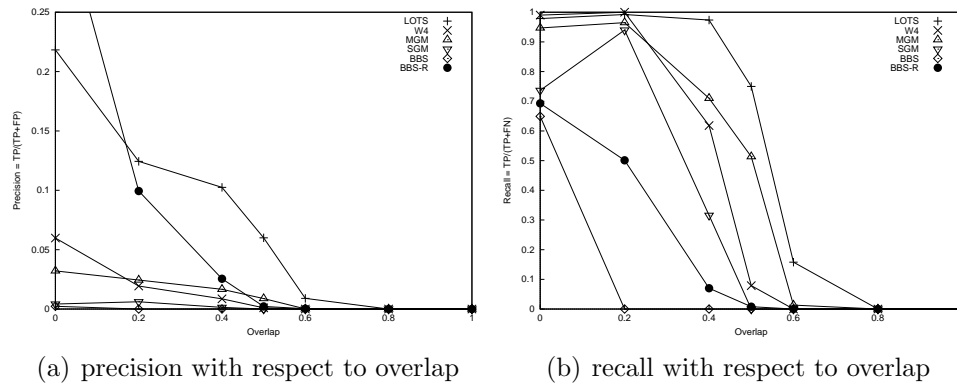 0.25
0.2
0.15
0.1
0.05
0
Precision = TP/(TP+FP)
LOTS
W4
MGM
SGM
BBS
BBS-R
0 0.2 0.4 0.6 0.8 1
Overlap
(a) precision with respect to overlap
1
0.9
0.8
0.7
0.6
0.5
0.4
0.3
0.2
0.1
0
Recall = TP/(TP+FN)
LOTS
W4
MGM
SGM
BBS
BBS-R
0 0.2 0.4 0.6 0.8 1
Overlap
(b) recall with respect to overlap